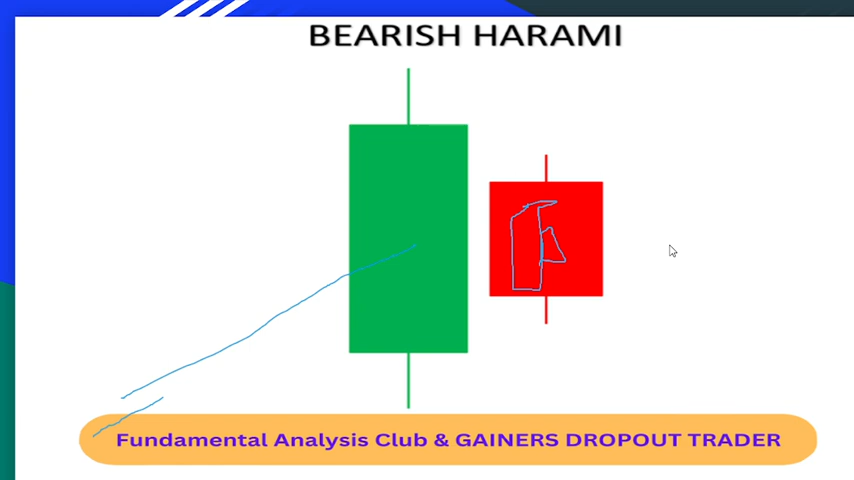 BEARISH HARAMI
Fundamental Analysis Club & GAINERS DROPOUT TRADER